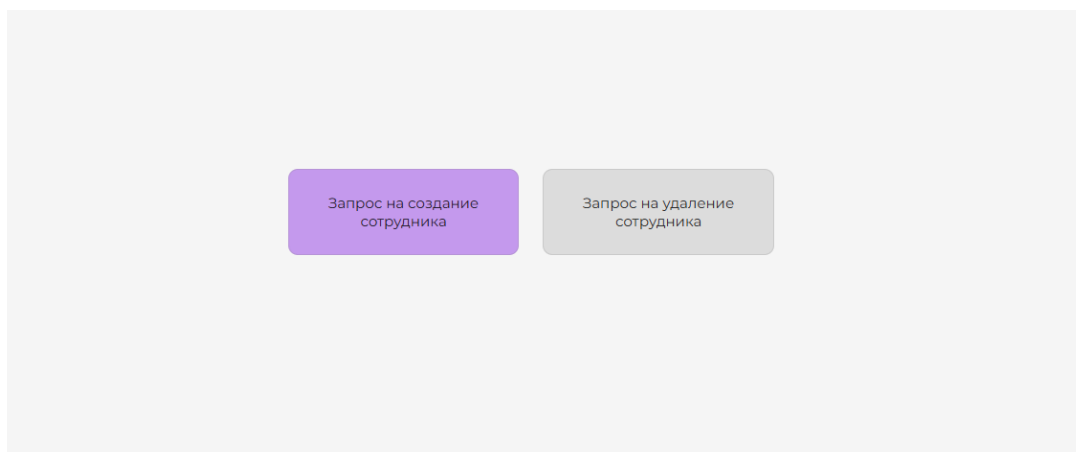 Запрос на создание
сотрудника
Запрос на удаление
сотрудника